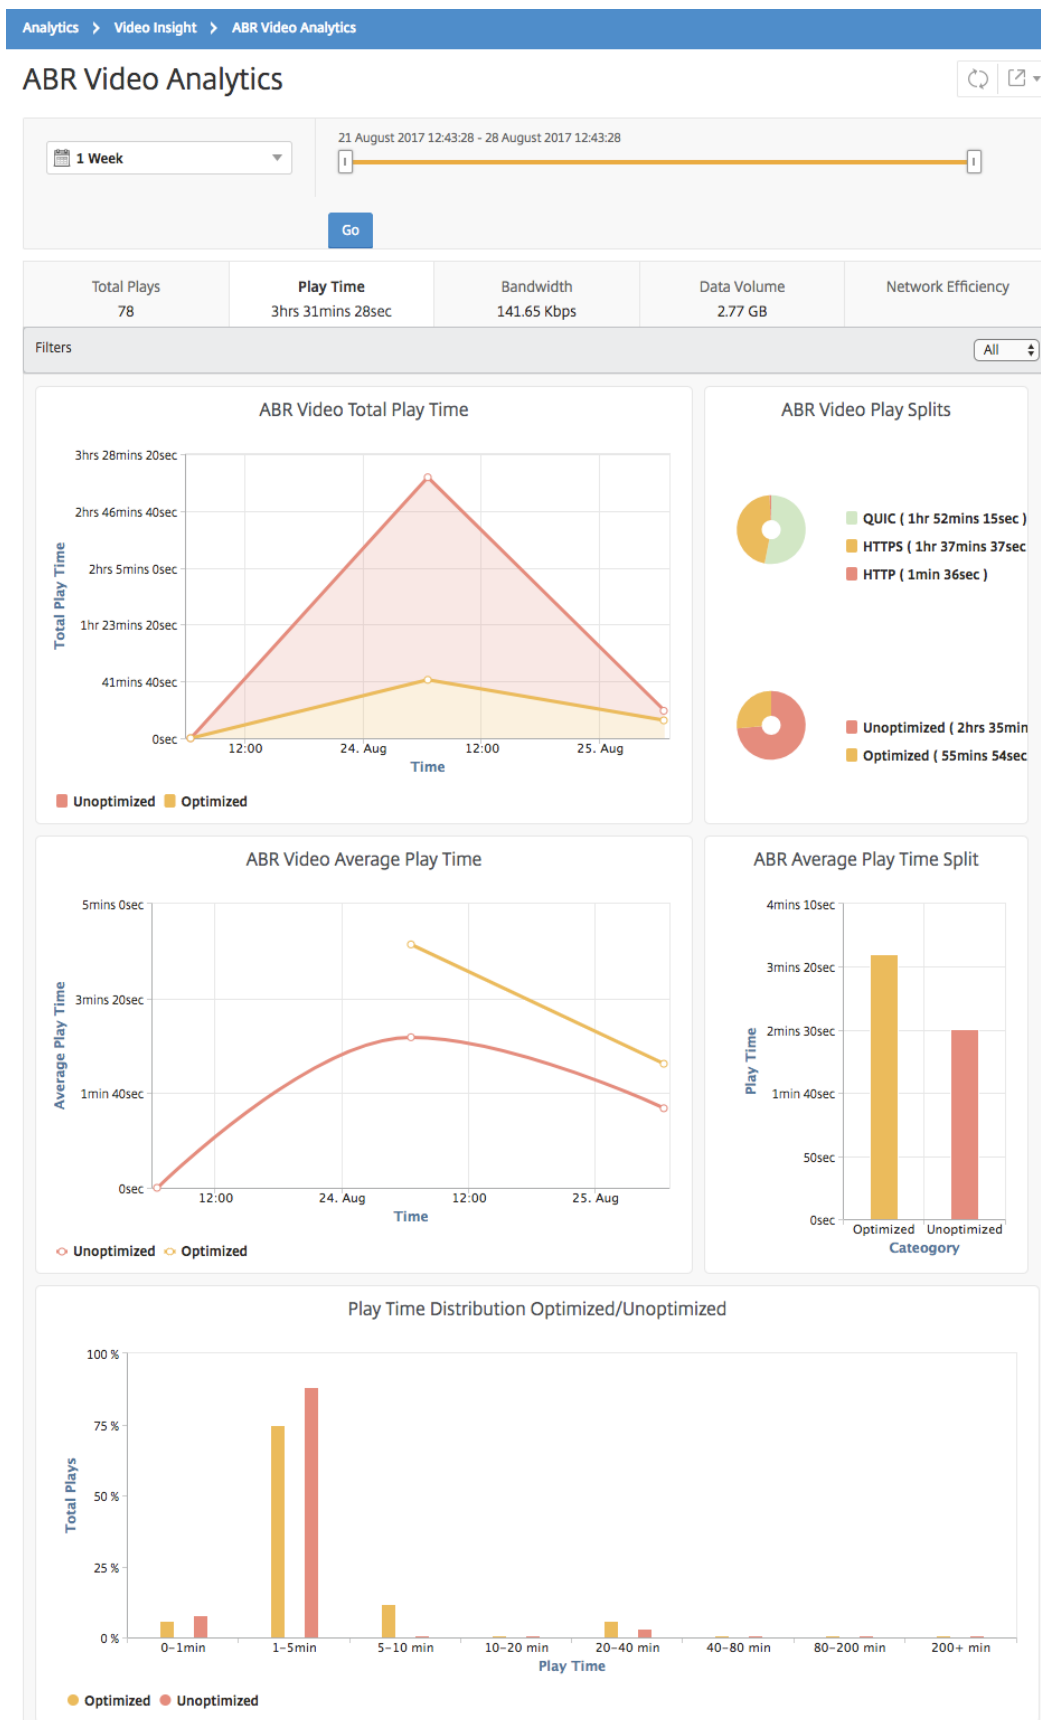 Analytics > Video Insight > ABR Video Analytics
ABR Video Analytics
1 Week
21 August 2017 12:43:28 - 28 August 2017 12:43:28
Go
Total Plays
78
Play Time
3hrs 31mins 28sec
Bandwidth
141.65 Kbps
Data Volume
2.77 GB
Network Efficiency
Filters
All
ABR Video Total Play Time
Total Play Time
3hrs 28mins 20sec
2hrs 46mins 40sec
2hrs 5mins 0sec
1hr 23mins 20sec
41mins 40sec
0sec
12:00
24. Aug
12:00
25. Aug
Time
Unoptimized Optimized
ABR Video Play Splits
QUIC ( 1hr 52mins 15sec )
HTTPS ( 1hr 37mins 37sec
HTTP ( 1min 36sec )
Unoptimized ( 2hrs 35min
Optimized ( 55mins 54sec
ABR Video Average Play Time
Average Play Time
5mins 0sec
3mins 20sec
1min 40sec
0sec
12:00
24. Aug
12:00
25. Aug
Time
Unoptimized Optimized
ABR Average Play Time Split
Play Time
4mins 10sec
3mins 20sec
2mins 30sec
1min 40sec
50sec
0sec
Optimized
Unoptimized
Cateogory
Play Time Distribution Optimized/Unoptimized
Total Plays
100 %
75 %
50 %
25 %
0 %
0-1min
1-5min
5-10 min
10-20 min
20-40 min
40-80 min
80-200 min
200+ min
Play Time
Optimized Unoptimized